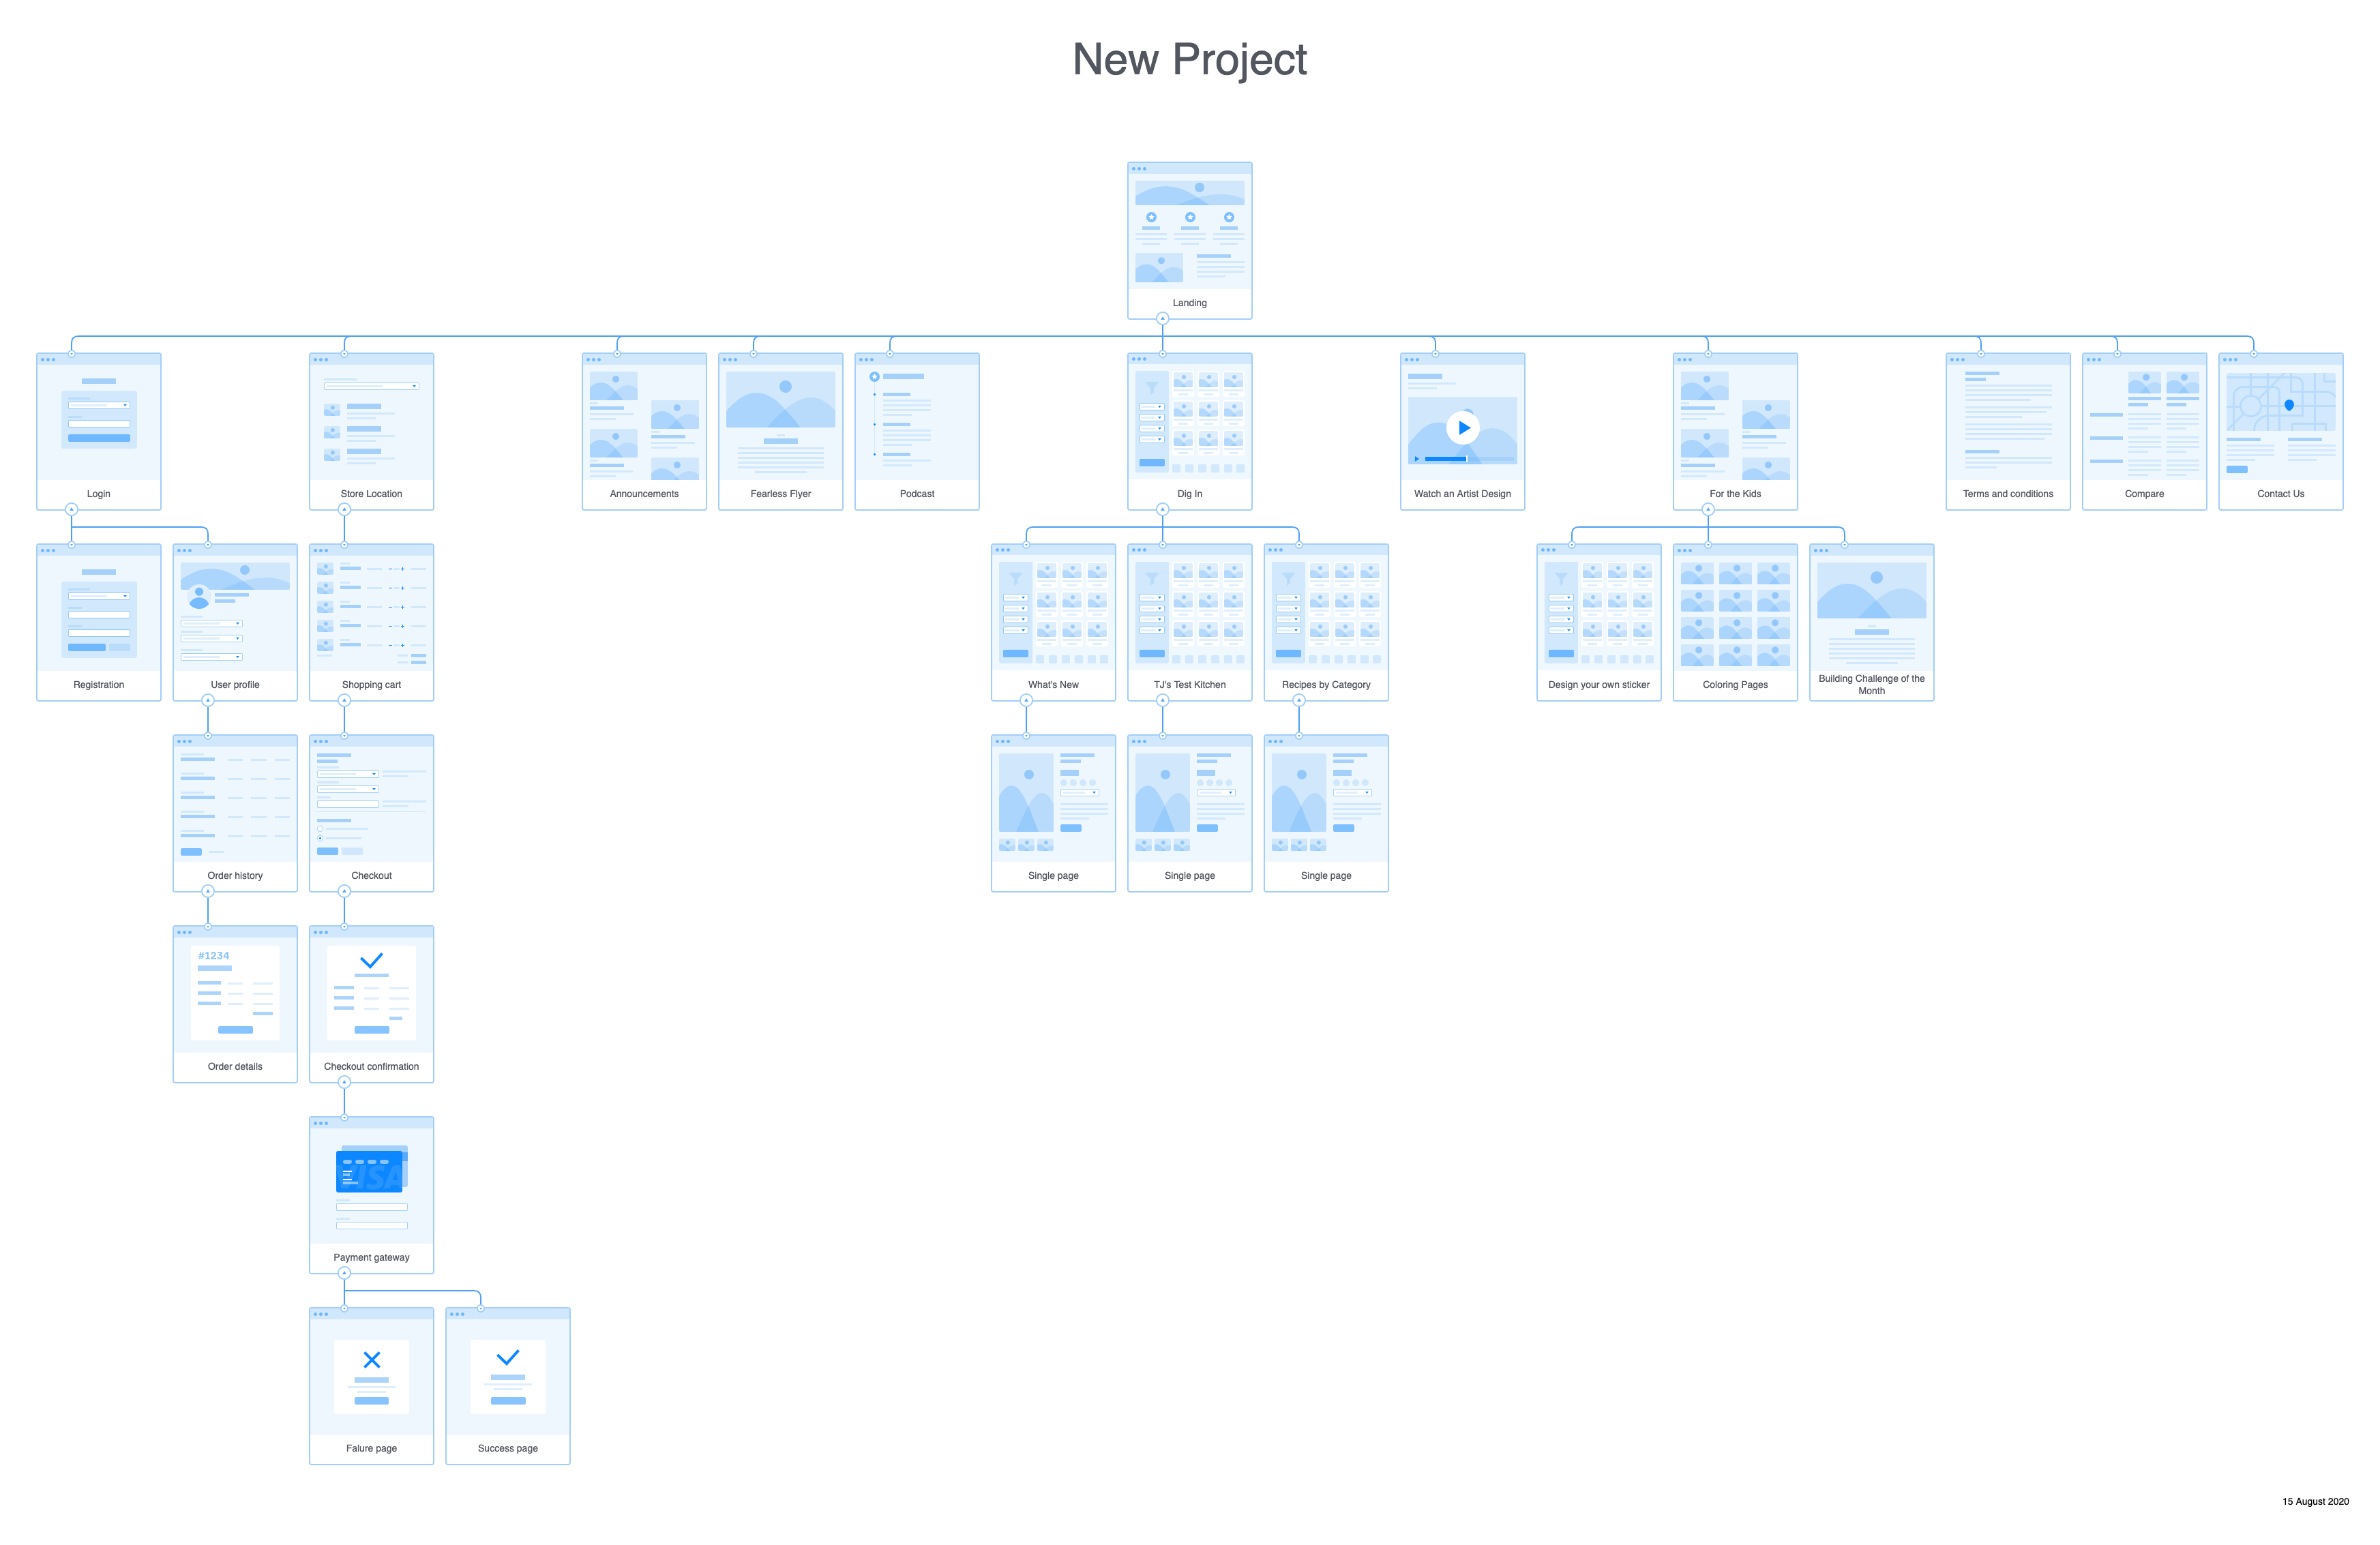 New Project
Landing
Login
Store Location
Announcements
Fearless Flyer
Podcast
Dig In
Watch an Artist Design
For the Kids
Terms and conditions
Compare
Contact Us
Registration
User profile
Shopping cart
What's New
TJ's Test Kitchen
Recipes by Category
Design your own sticker
Coloring Pages
Building Challenge of the
Month
Order history
Checkout
Single page
Single page
Single page
#1234
Order details
Checkout confirmation
VISA
Payment gateway
Falure page
Success page
15 August 2020